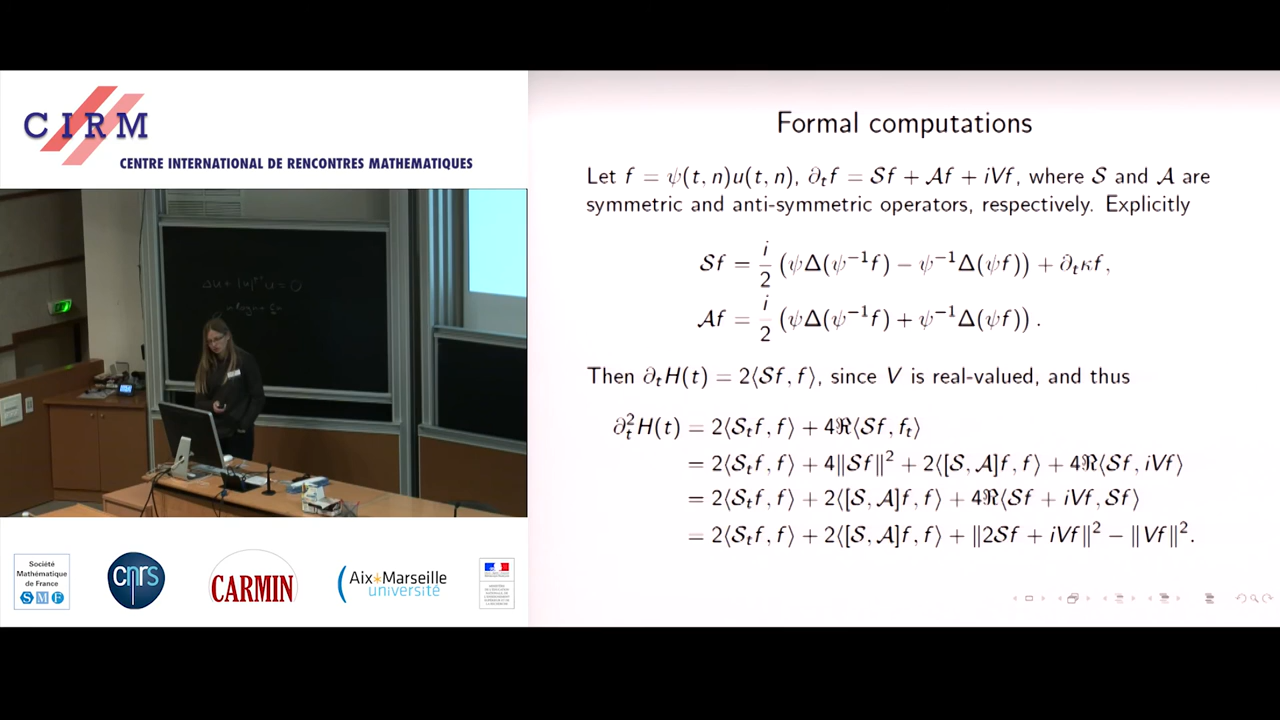 CIRM
CENTRE INTERNATIONAL DE RENCONTRES MATHEMATIQUES
Δu + |u|
u = 0
Société
Mathématique
de France
SMF
cnrs
CARMIN
Aix*Marseille
université
Formal computations
Let f = ψ(t, n)u(t, n), ∂ₜf = 𝒮f + 𝒜f + iVf, where 𝒮 and 𝒜 are
symmetric and anti-symmetric operators, respectively. Explicitly
𝒮f = i/2 (ψΔ(ψ⁻¹f) − ψ⁻¹Δ(ψf)) + ∂ₜκf,
𝒜f = i/2 (ψΔ(ψ⁻¹f) + ψ⁻¹Δ(ψf)) .
Then ∂ₜH(t) = 2⟨𝒮f, f⟩, since V is real-valued, and thus
∂ₜ²H(t) = 2⟨𝒮ₜf, f⟩ + 4ℜ⟨𝒮f, fₜ⟩
= 2⟨𝒮ₜf, f⟩ + 4‖𝒮f‖² + 2⟨[𝒮, 𝒜]f, f⟩ + 4ℜ⟨𝒮f, iVf⟩
= 2⟨𝒮ₜf, f⟩ + 2⟨[𝒮, 𝒜]f, f⟩ + 4ℜ⟨𝒮f + iVf, 𝒮f⟩
= 2⟨𝒮ₜf, f⟩ + 2⟨[𝒮, 𝒜]f, f⟩ + ‖2𝒮f + iVf‖² − ‖Vf‖².